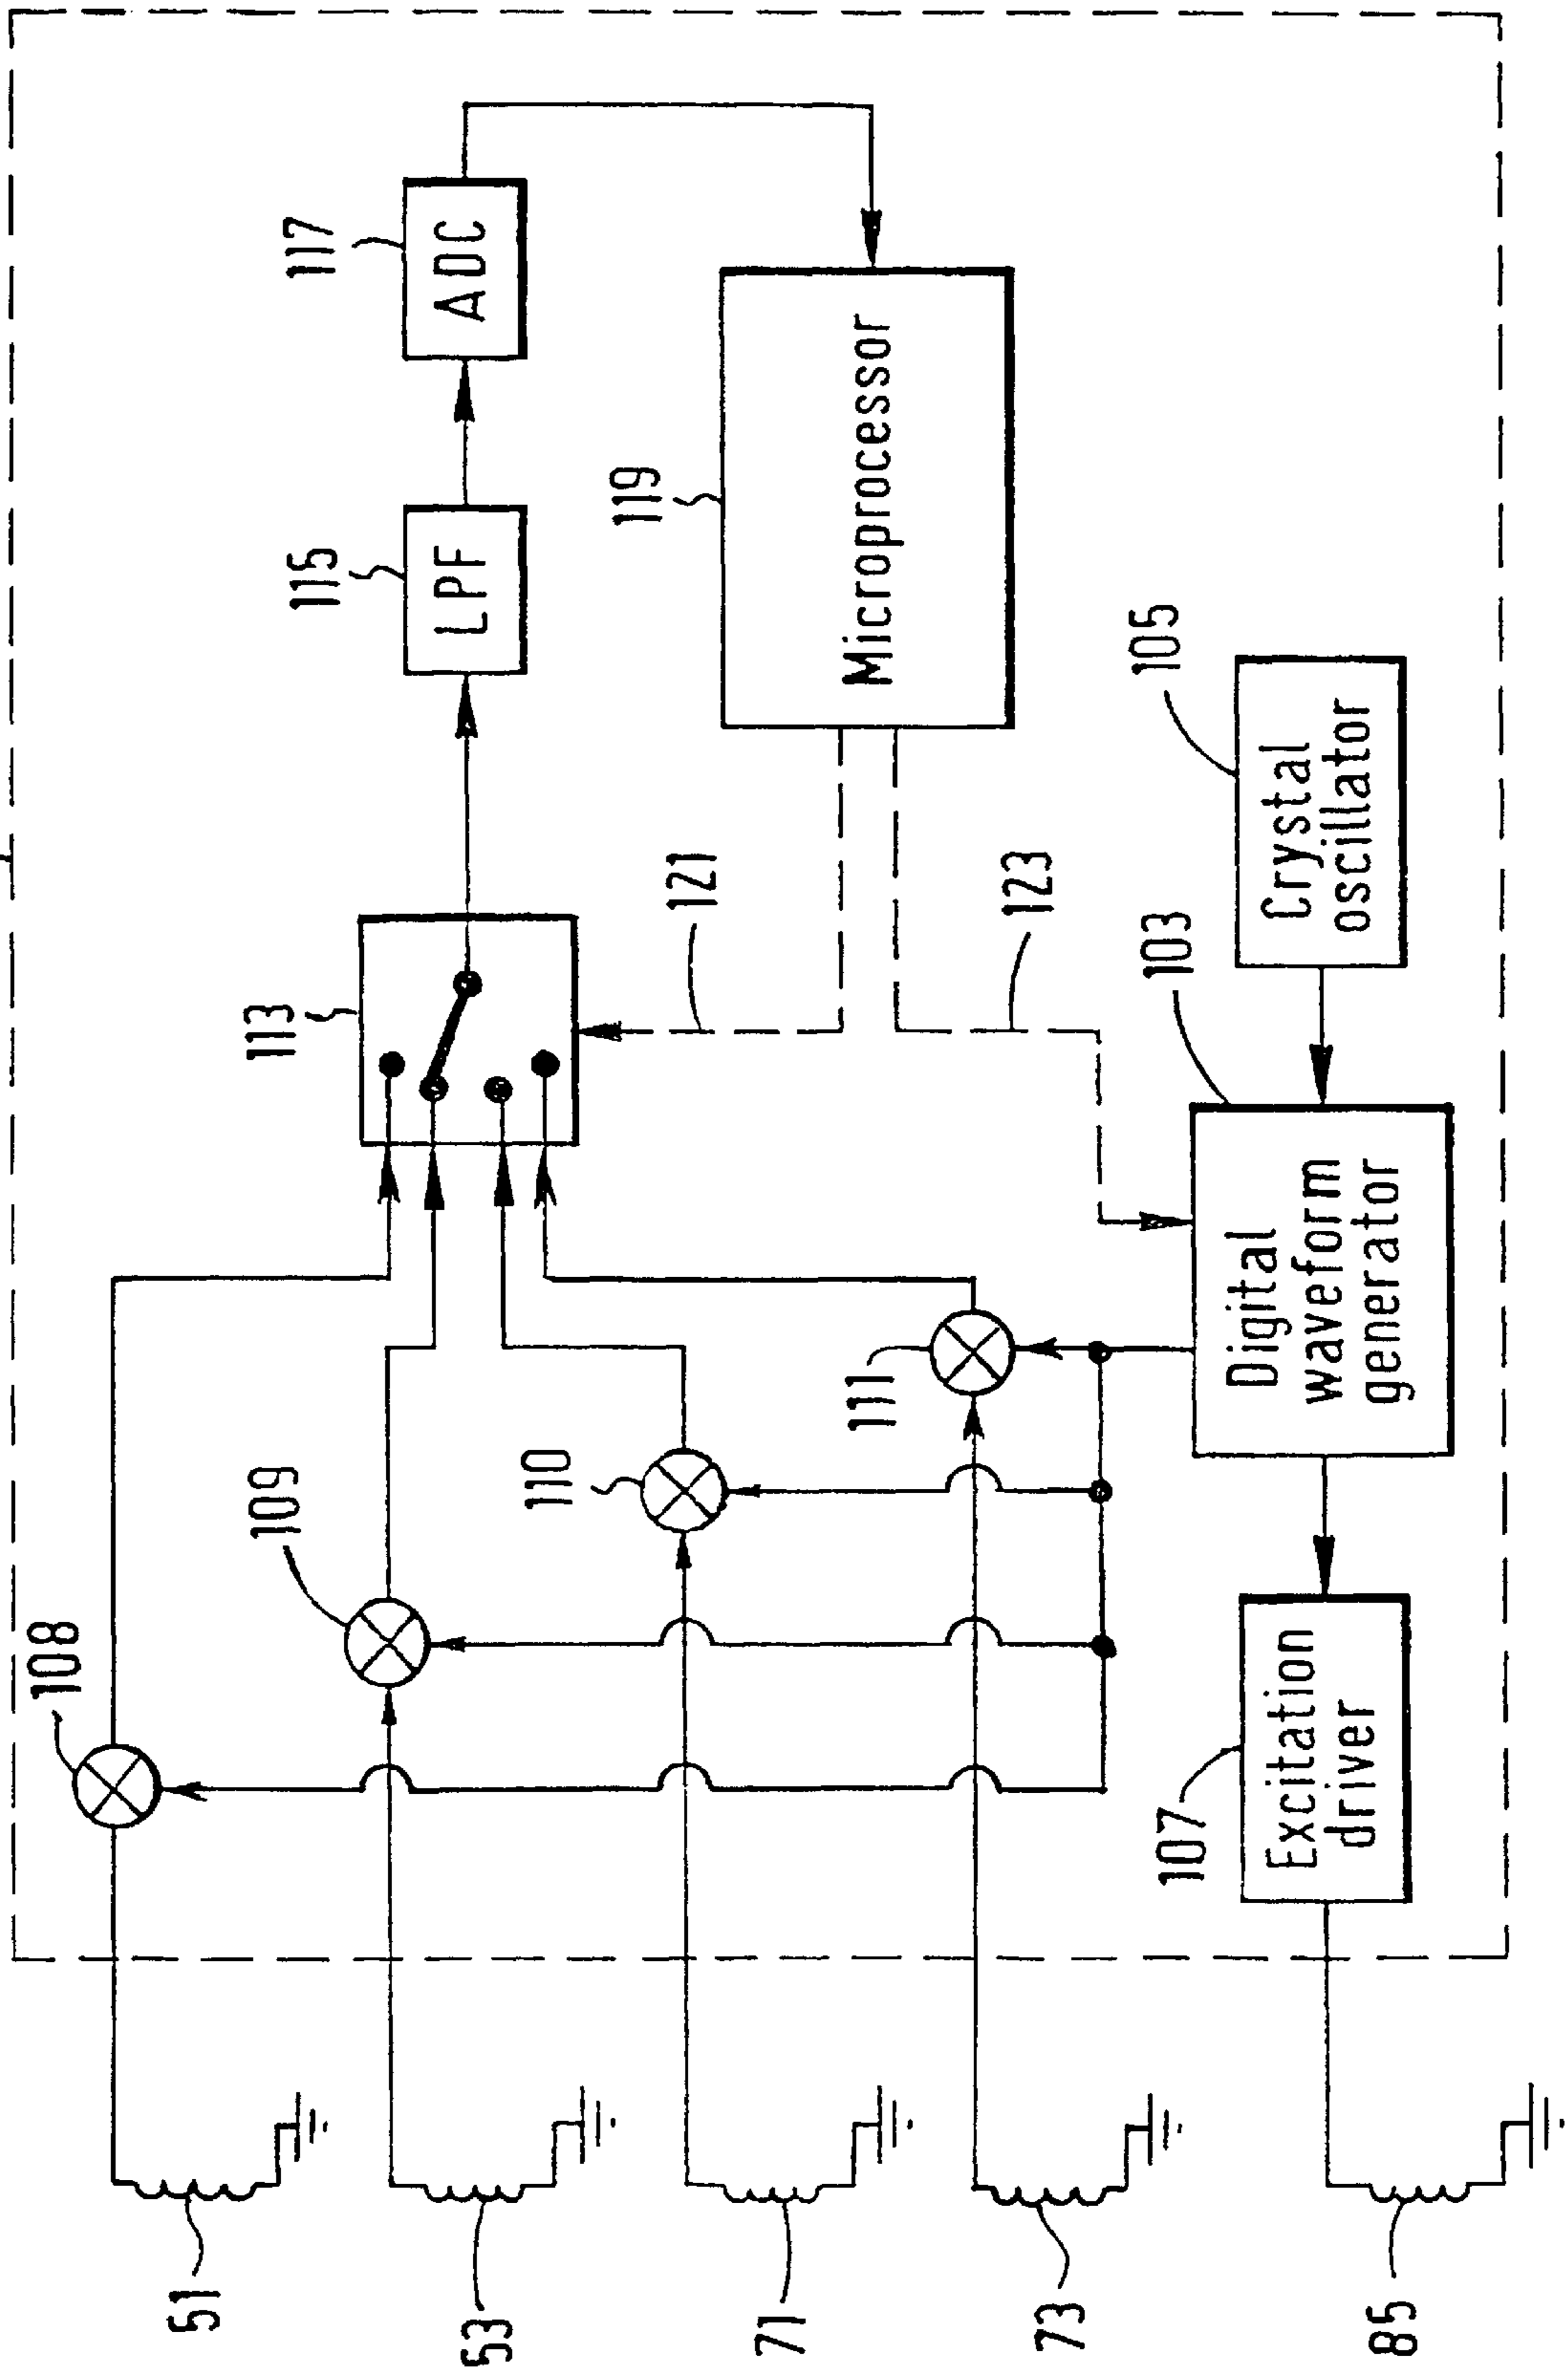 108
109
110
111
113
115
LPF
117
ADC
119
Microprocessor
121
123
103
Digital
waveform
generator
105
Crystal
oscillator
107
Excitation
driver
51
53
71
73
85